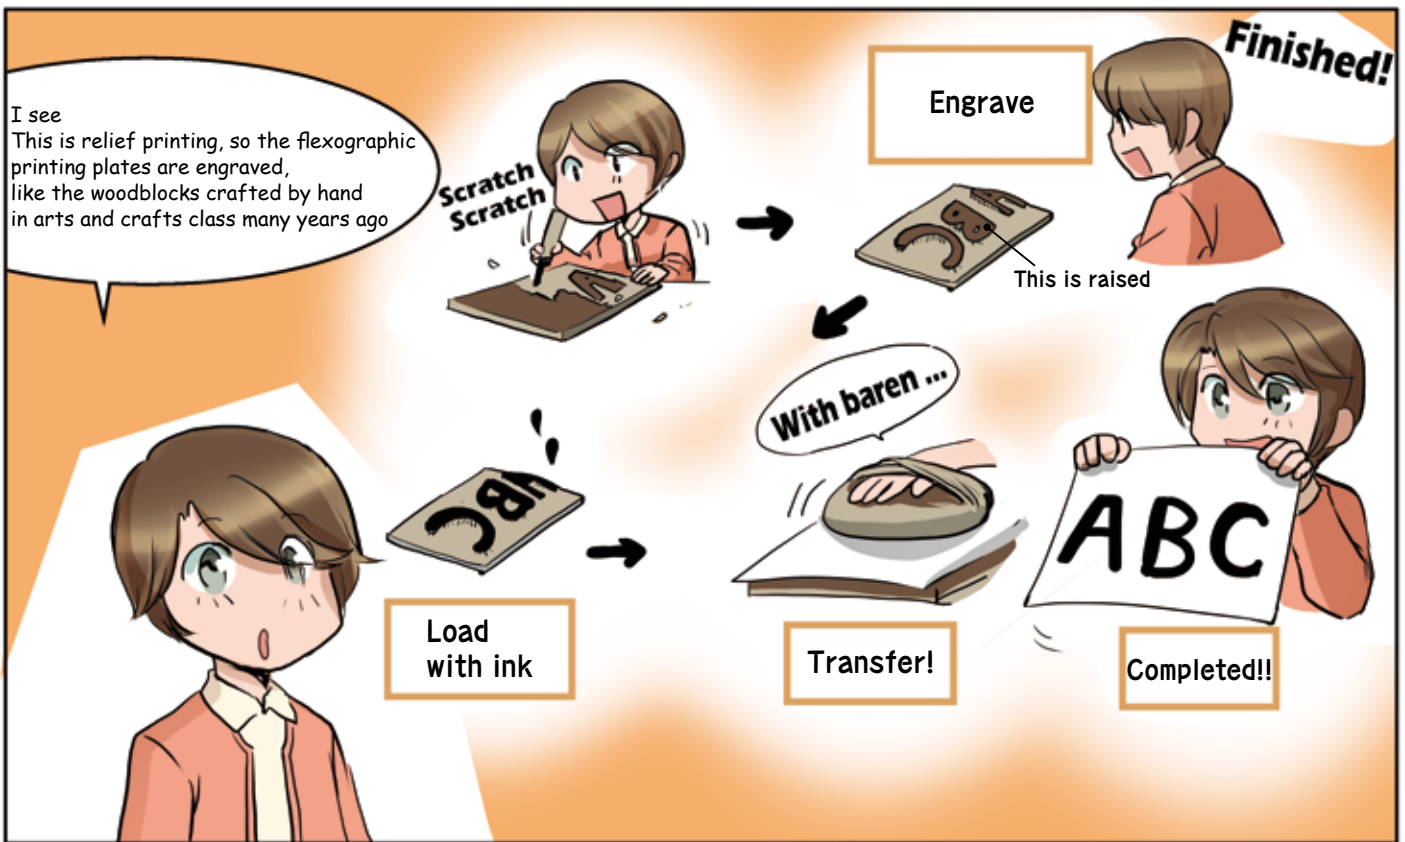 I see
This is relief printing, so the flexographic
printing plates are engraved,
like the woodblocks crafted by hand
in arts and crafts class many years ago
Scratch
Scratch
Engrave
Finished!
ABC
This is raised
Load
with ink
ABC
With baren ...
Transfer!
ABC
Completed!!